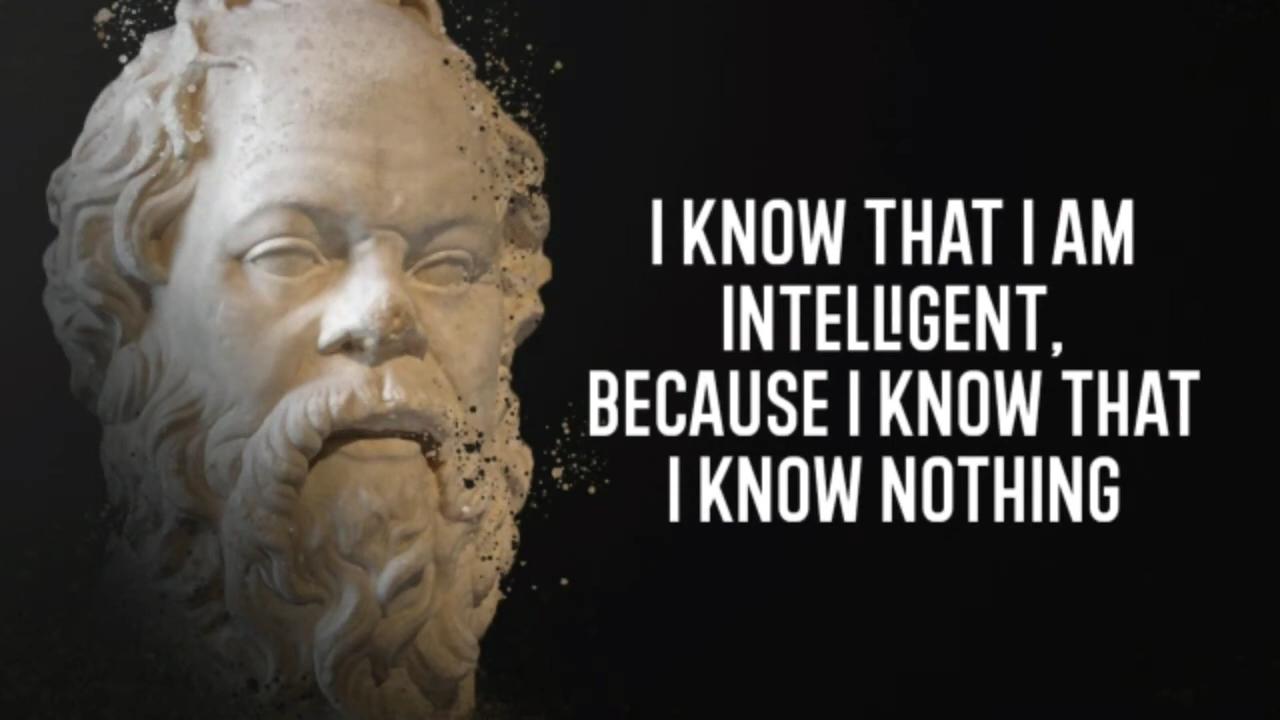 I KNOW THAT I AM
INTELLIGENT,
BECAUSE I KNOW THAT
I KNOW NOTHING